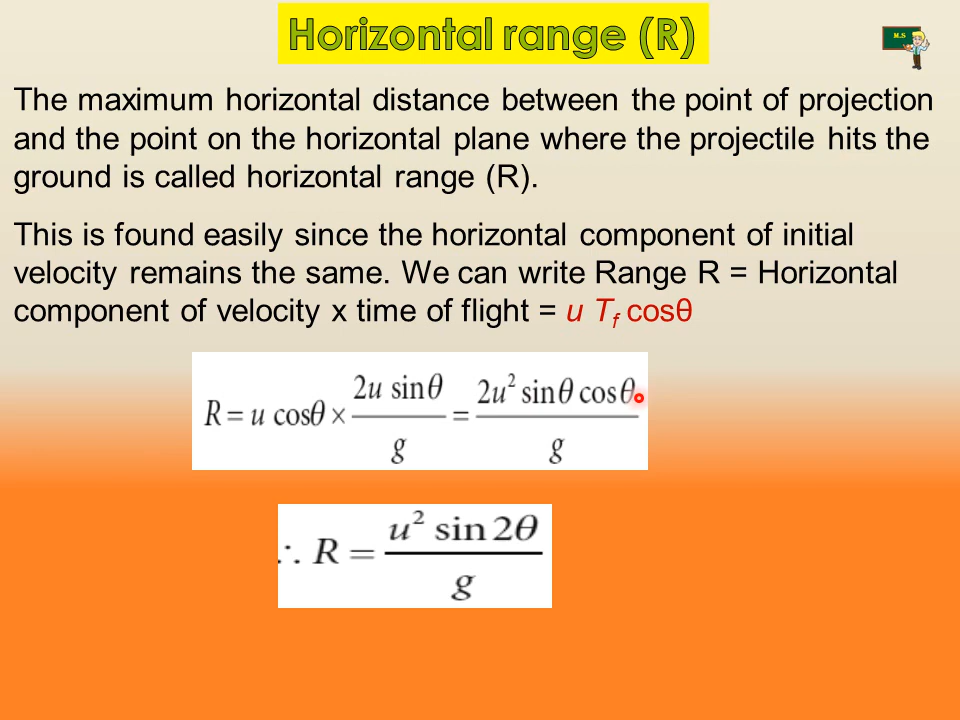 Horizontal range (R)
M.S
The maximum horizontal distance between the point of projection
and the point on the horizontal plane where the projectile hits the
ground is called horizontal range (R).
This is found easily since the horizontal component of initial
velocity remains the same. We can write Range R = Horizontal
component of velocity x time of flight = u T_f cosθ
R = u cosθ × 2u sinθ / g = 2u² sinθ cosθ / g
∴ R = u² sin 2θ / g